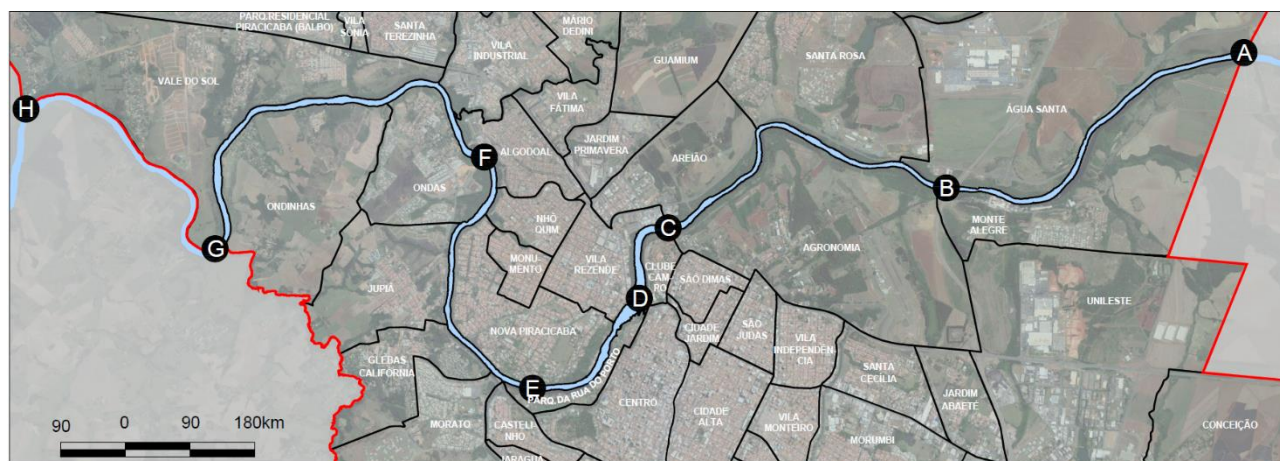 PARQ.RESIDENCIAL
PIRACICABA (BALBO)
VILA
SÔNIA
SANTA
TEREZINHA
VILA
INDUSTRIAL
MÁRIO
DEDINI
GUAMIUM
SANTA ROSA
A
VALE DO SOL
H
VILA
FÁTIMA
ÁGUA SANTA
JARDIM
PRIMAVERA
AREIÃO
F
ALGODOAL
ONDAS
B
ONDINHAS
C
NHÔ
QUIM
MONTE
ALEGRE
G
MONU-
MENTO
VILA
REZENDE
CLUBE
CAM-
PO
SÃO DIMAS
AGRONOMIA
JUPIÁ
D
UNILESTE
NOVA PIRACICABA
CIDADE
JARDIM
SÃO
JUDAS
VILA
INDEPENDÊN-
CIA
GLEBAS
CALIFÓRNIA
PARQ. DA RUA DO PORTO
SANTA
CECÍLIA
E
JARDIM
ABAETÉ
CENTRO
CIDADE
ALTA
VILA
MONTEIRO
MORATO
CASTELI-
NHO
MORUMBI
CONCEIÇÃO
JARAGUÁ
90 0 90 180km